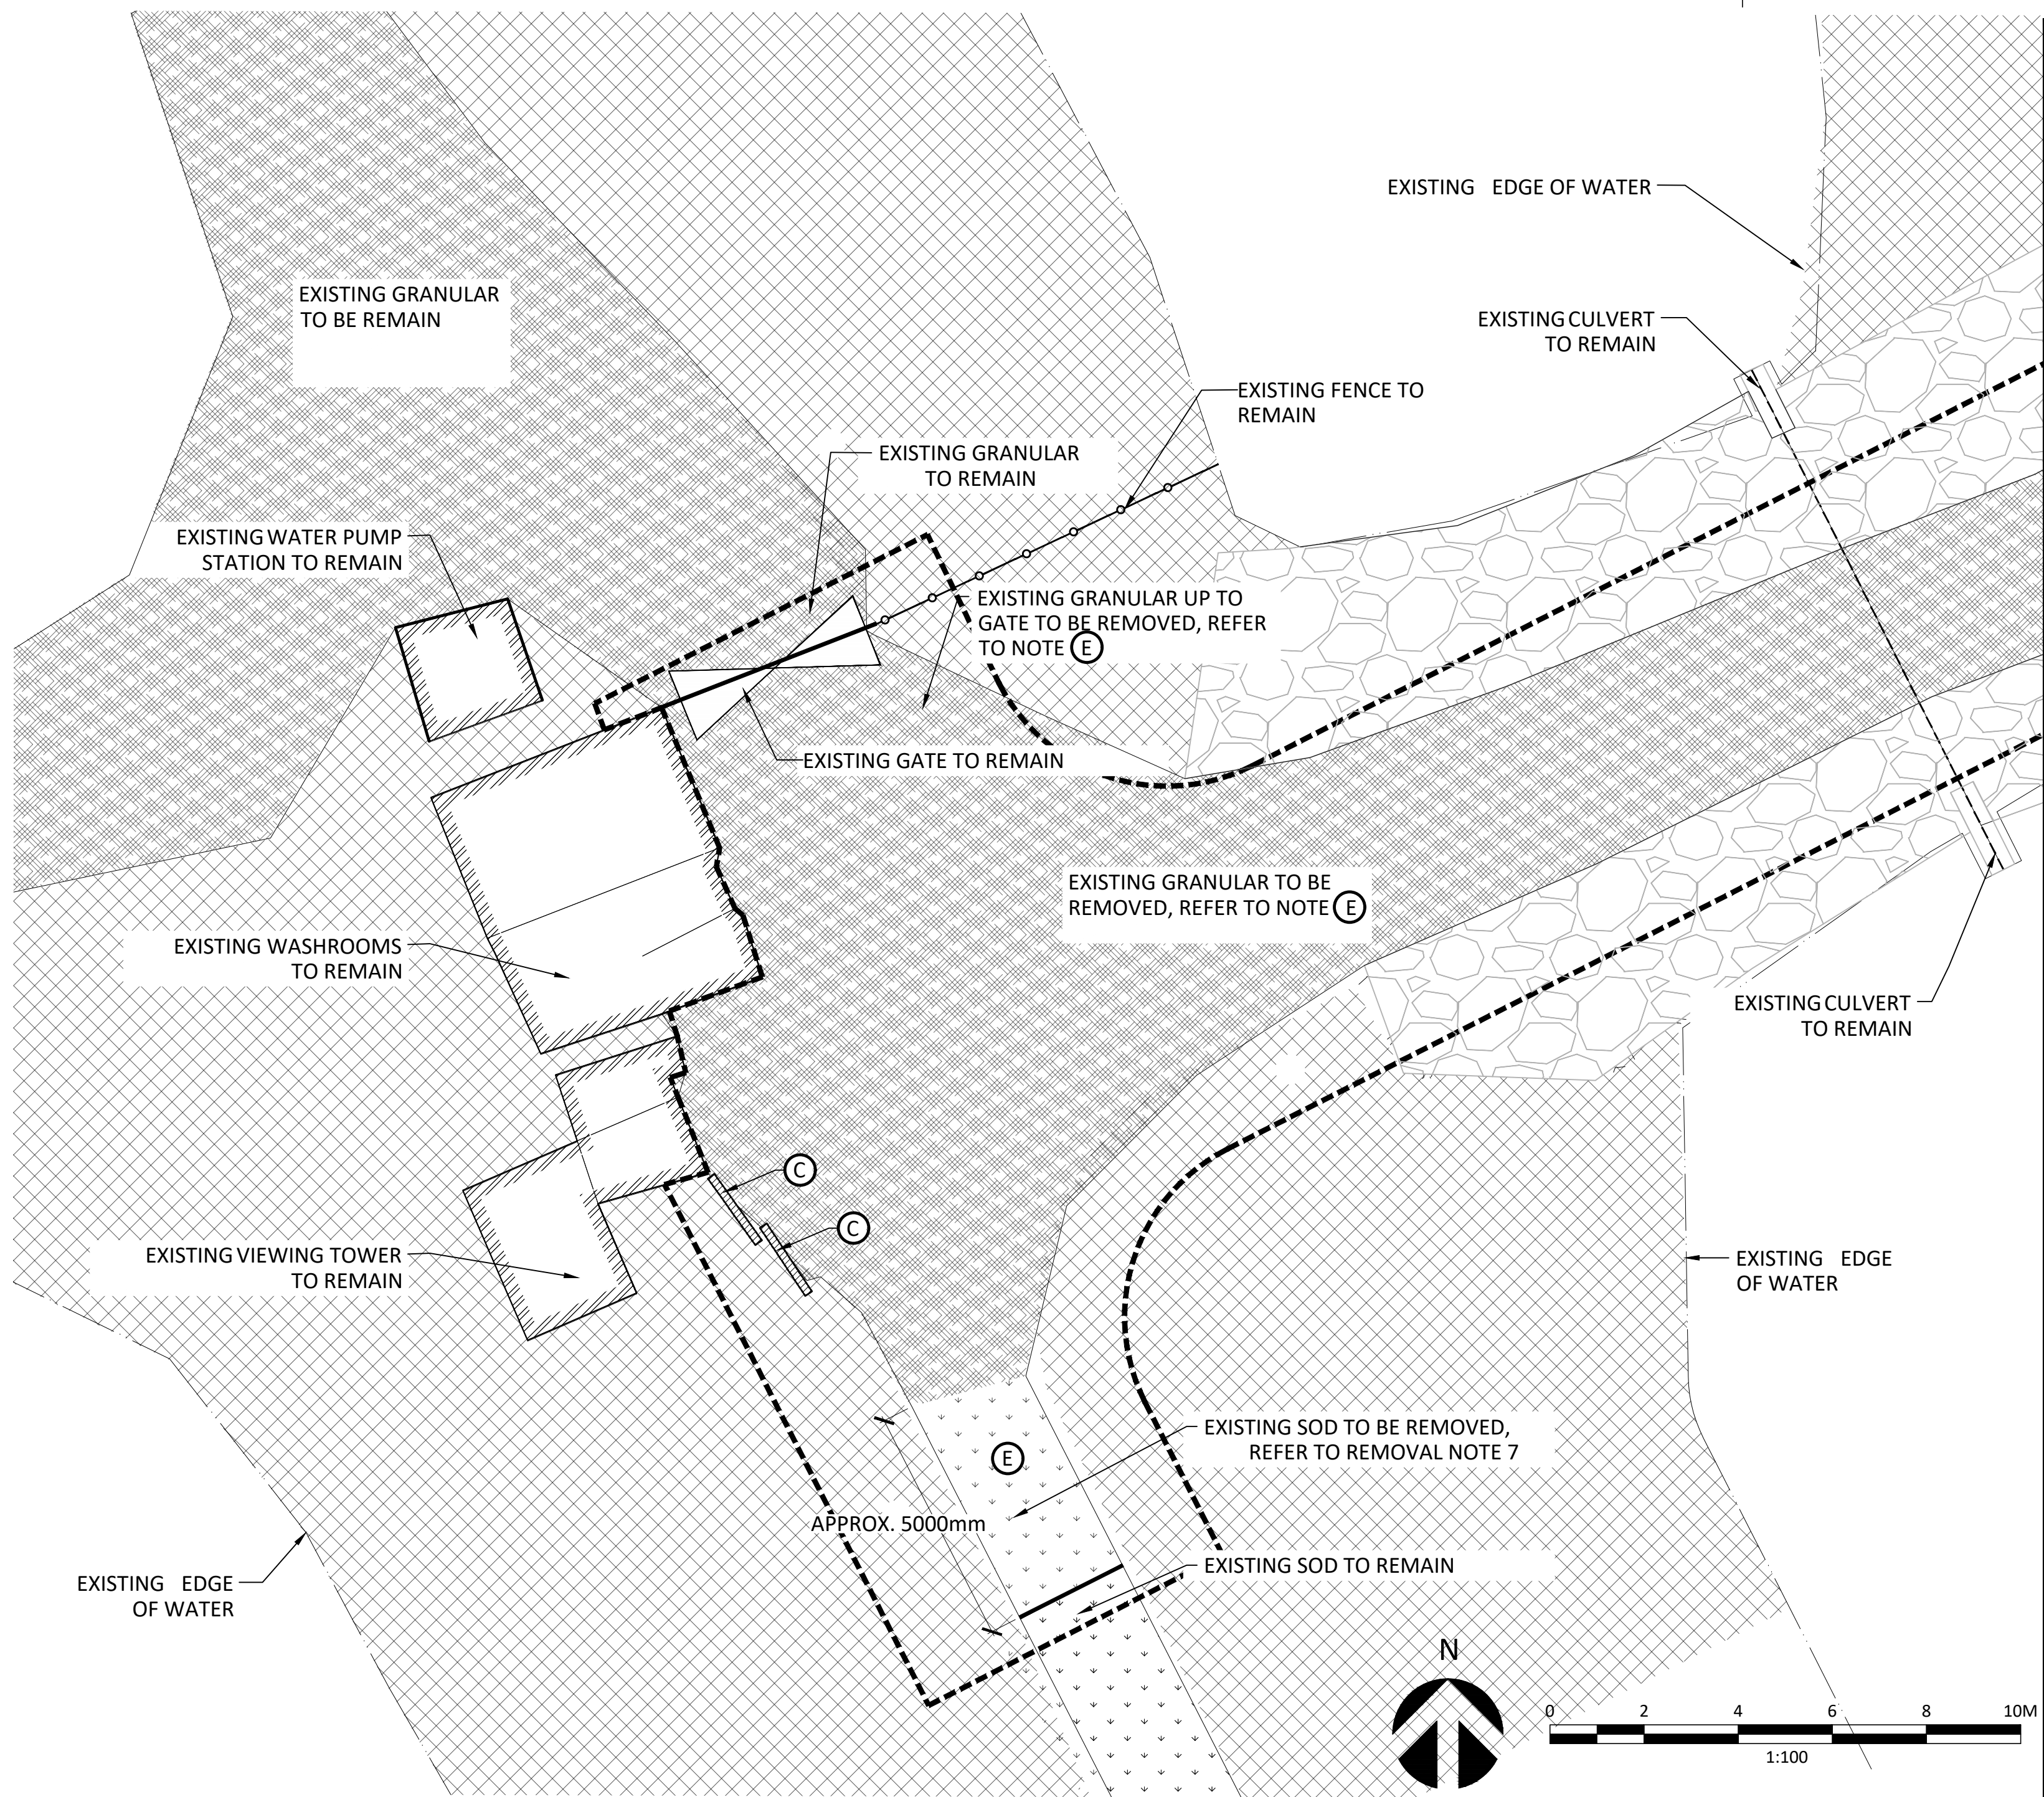 EXISTING EDGE OF WATER
EXISTING GRANULAR
TO BE REMAIN
EXISTING CULVERT
TO REMAIN
EXISTING FENCE TO
REMAIN
EXISTING GRANULAR
TO REMAIN
EXISTING WATER PUMP
STATION TO REMAIN
EXISTING GRANULAR UP TO
GATE TO BE REMOVED, REFER
TO NOTE E
EXISTING GATE TO REMAIN
EXISTING GRANULAR TO BE
REMOVED, REFER TO NOTE E
EXISTING WASHROOMS
TO REMAIN
EXISTING CULVERT
TO REMAIN
C
C
EXISTING VIEWING TOWER
TO REMAIN
EXISTING EDGE
OF WATER
EXISTING SOD TO BE REMOVED,
REFER TO REMOVAL NOTE 7
E
APPROX. 5000mm
EXISTING SOD TO REMAIN
EXISTING EDGE
OF WATER
N
0 2 4 6 8 10M
1:100